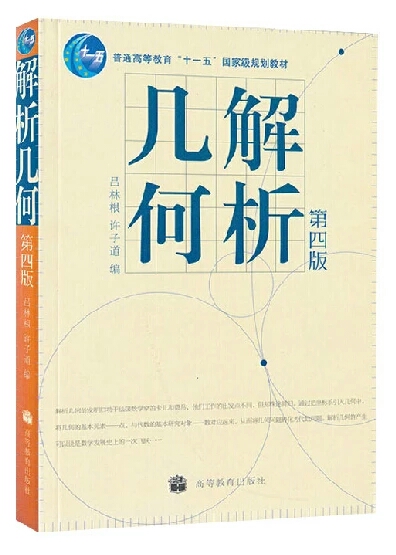 十一五
普通高等教育“十一五”国家级规划教材
解析
几何
第四版
吕林根 许子道 编
高等教育出版社
解析几何
第四版
吕林根 许子道 编
高等教育出版社